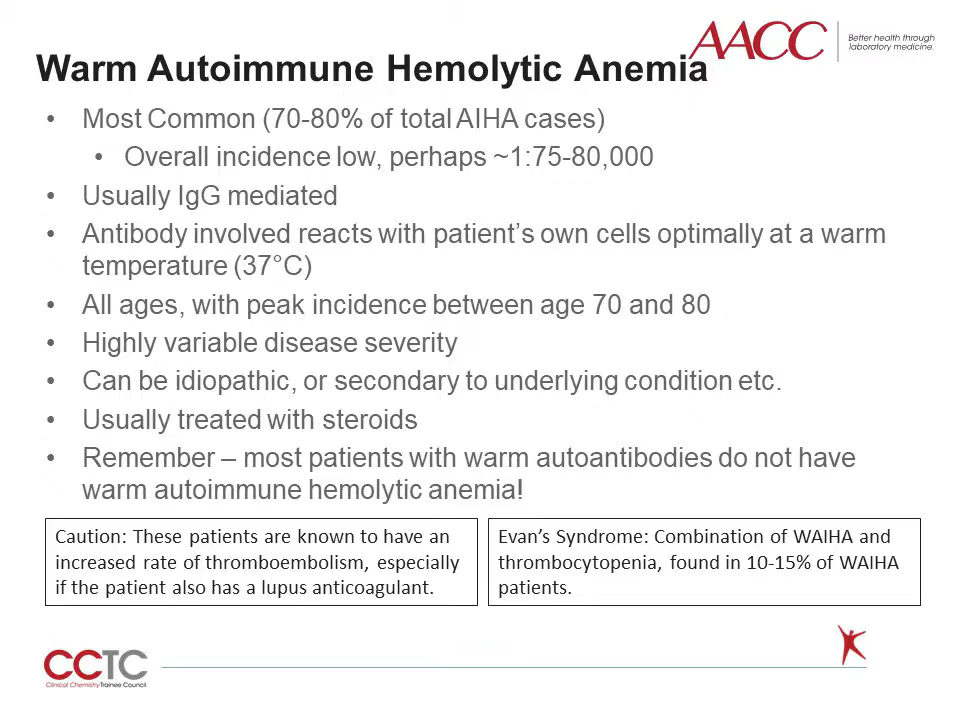 AACC
Better health through
laboratory medicine.
Warm Autoimmune Hemolytic Anemia
• Most Common (70-80% of total AIHA cases)
• Overall incidence low, perhaps ~1:75-80,000
• Usually IgG mediated
• Antibody involved reacts with patient's own cells optimally at a warm
temperature (37°C)
• All ages, with peak incidence between age 70 and 80
• Highly variable disease severity
• Can be idiopathic, or secondary to underlying condition etc.
• Usually treated with steroids
• Remember – most patients with warm autoantibodies do not have
warm autoimmune hemolytic anemia!
Caution: These patients are known to have an
increased rate of thromboembolism, especially
if the patient also has a lupus anticoagulant.
Evan's Syndrome: Combination of WAIHA and
thrombocytopenia, found in 10-15% of WAIHA
patients.
CCTC
Clinical Chemistry Trainee Council